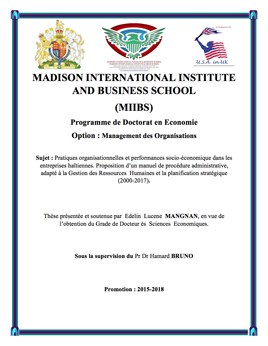 U.S.A. in U.K
MADISON INTERNATIONAL INSTITUTE
AND BUSINESS SCHOOL
(MIIBS)
Programme de Doctorat en Economie
Option : Management des Organisations
Sujet : Pratiques organisationnelles et performances socio-économique dans les
entreprises haïtiennes. Proposition d'un manuel de procédure administrative,
adapté à la Gestion des Ressources Humaines et la planification stratégique
(2000-2017).
Thèse présentée et soutenue par Edelin Lucene MANGNAN, en vue de
l'obtention du Grade de Docteur ès Sciences Economiques.
Sous la supervision du Pr Dr Hamard BRUNO
Promotion : 2015-2018